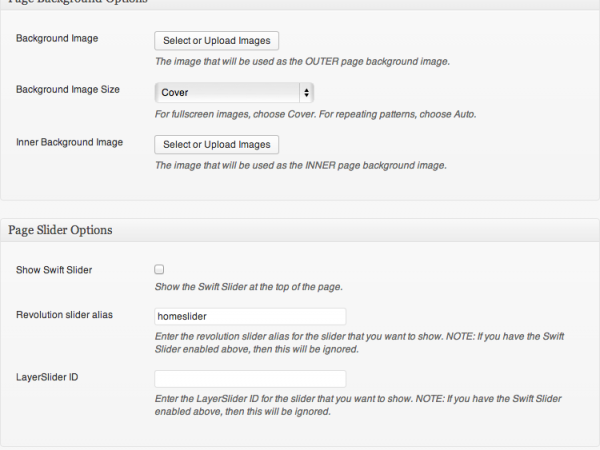 Page Background Options
Background Image
Select or Upload Images
The image that will be used as the OUTER page background image.
Background Image Size
Cover
For fullscreen images, choose Cover. For repeating patterns, choose Auto.
Inner Background Image
Select or Upload Images
The image that will be used as the INNER page background image.
Page Slider Options
Show Swift Slider
Show the Swift Slider at the top of the page.
Revolution slider alias
homeslider
Enter the revolution slider alias for the slider that you want to show. NOTE: If you have the Swift
Slider enabled above, then this will be ignored.
LayerSlider ID
Enter the LayerSlider ID for the slider that you want to show. NOTE: If you have the Swift Slider
enabled above, then this will be ignored.